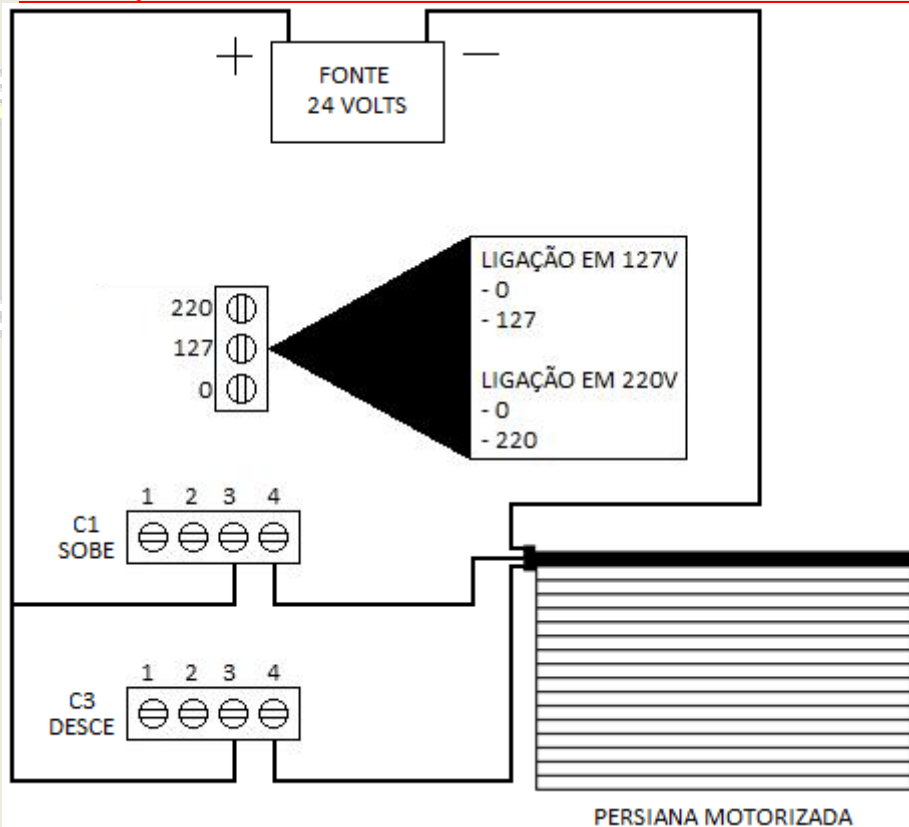 +
—
FONTE
24 VOLTS
LIGAÇÃO EM 127V
- 0
- 127
LIGAÇÃO EM 220V
- 0
- 220
220
127
0
1 2 3 4
C1
SOBE
1 2 3 4
C3
DESCE
PERSIANA MOTORIZADA